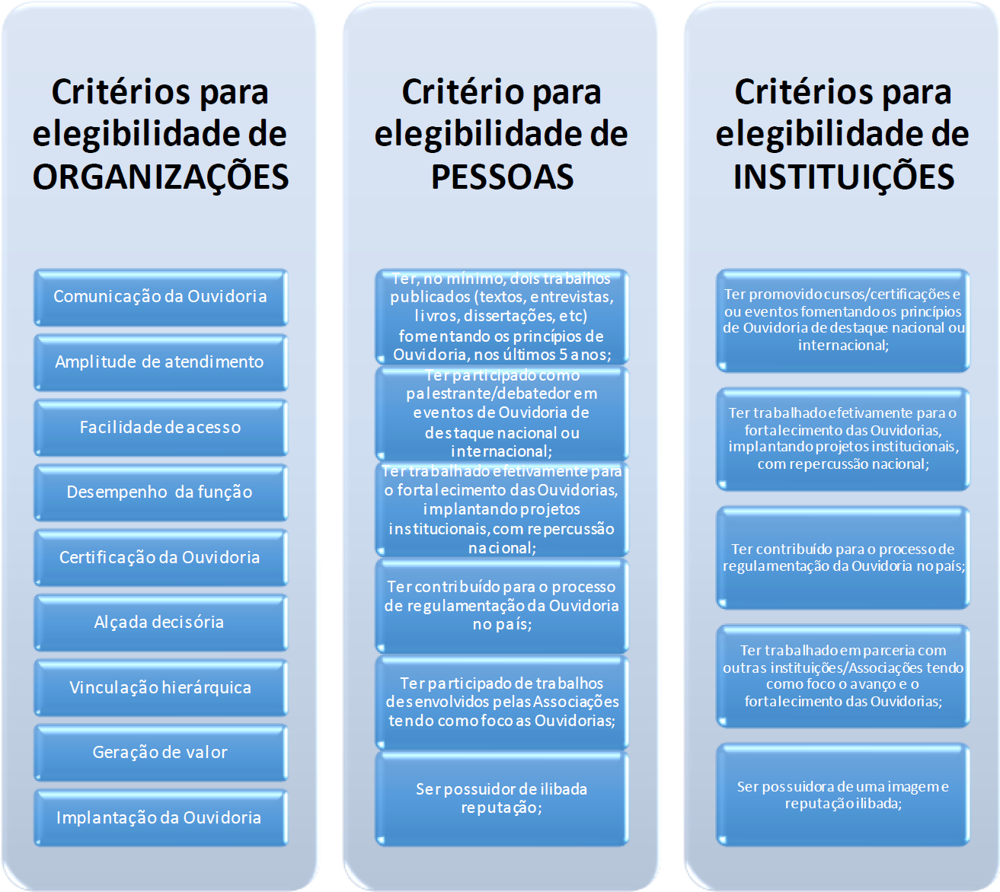 Critérios para
elegibilidade de
ORGANIZAÇÕES
Comunicação da Ouvidoria
Amplitude de atendimento
Facilidade de acesso
Desempenho da função
Certificação da Ouvidoria
Alçada decisória
Vinculação hierárquica
Geração de valor
Implantação da Ouvidoria
Critério para
elegibilidade de
PESSOAS
Ter, no mínimo, dois trabalhos
publicados (textos, entrevistas,
livros, dissertações, etc)
fomentando os princípios de
Ouvidoria, nos últimos 5 anos;
Ter participado como
palestrante/debatedor em
eventos de Ouvidoria de
destaque nacional ou
internacional;
Ter trabalhado efetivamente para
o fortalecimento das Ouvidorias,
implantando projetos
institucionais, com repercussão
nacional;
Ter contribuído para o processo
de regulamentação da Ouvidoria
no país;
Ter participado de trabalhos
desenvolvidos pelas Associações
tendo como foco as Ouvidorias;
Ser possuidor de ilibada
reputação;
Critérios para
elegibilidade de
INSTITUIÇÕES
Ter promovido cursos/certificações e
ou eventos fomentando os princípios
de Ouvidoria de destaque nacional ou
internacional;
Ter trabalhado efetivamente para o
fortalecimento das Ouvidorias,
implantando projetos institucionais,
com repercussão nacional;
Ter contribuído para o processo de
regulamentação da Ouvidoria no país;
Ter trabalhado em parceria com
outras instituições/Associações tendo
como foco o avanço e o
fortalecimento das Ouvidorias;
Ser possuidora de uma imagem e
reputação ilibada;